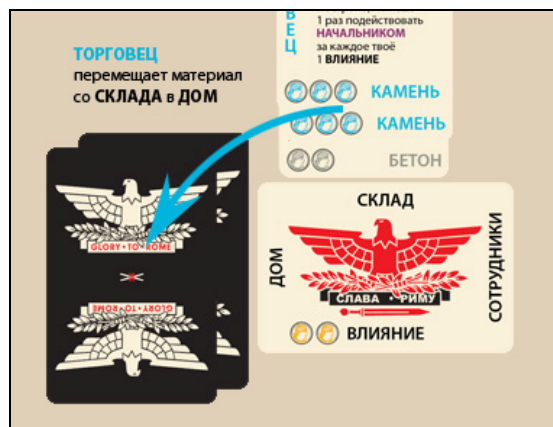 ТОРГОВЕЦ
перемещает материал
со СКЛАДА в ДОМ
В
Е
Ц
1 раз подействовать
НАЧАЛЬНИКОМ
за каждое твоё
1 ВЛИЯНИЕ
КАМЕНЬ
КАМЕНЬ
БЕТОН
GLORY • TO • ROME
GLORY • TO • ROME
СКЛАД
ДОМ
СОТРУДНИКИ
СЛАВА • РИМУ
ВЛИЯНИЕ